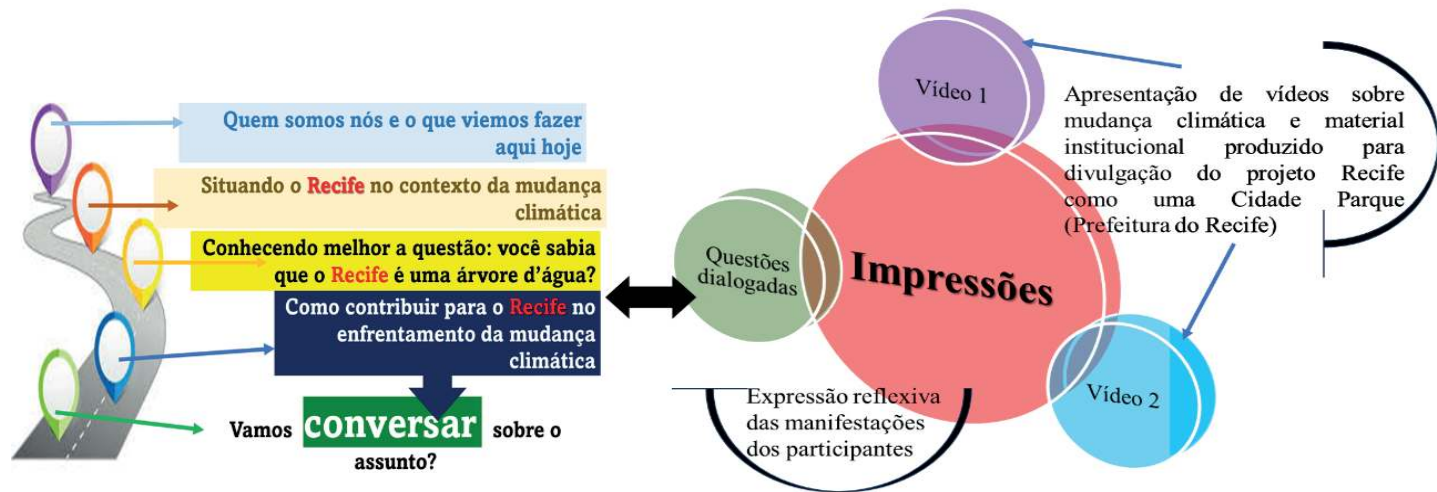 Quem somos nós e o que viemos fazer
aqui hoje
Situando o Recife no contexto da mudança
climática
Conhecendo melhor a questão: você sabia
que o Recife é uma árvore d’água?
Como contribuir para o Recife no
enfrentamento da mudança
climática
Vamos conversar sobre o
assunto?
Questões
dialogadas
Impressões
Vídeo 1
Vídeo 2
Apresentação de vídeos sobre
mudança climática e material
institucional produzido para
divulgação do projeto Recife
como uma Cidade Parque
(Prefeitura do Recife)
Expressão reflexiva
das manifestações
dos participantes